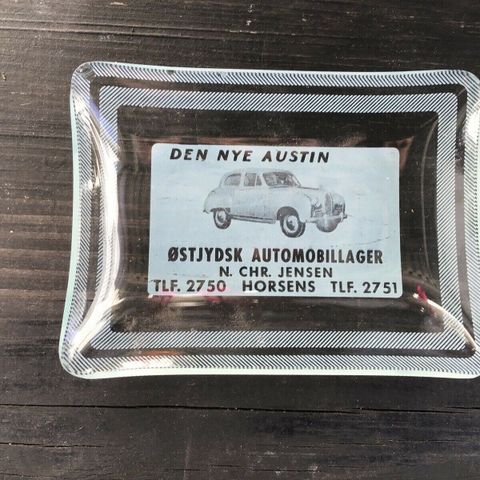 DEN NYE AUSTIN
ØSTJYDSK AUTOMOBILLAGER
N. CHR. JENSEN
TLF. 2750 HORSENS TLF. 2751